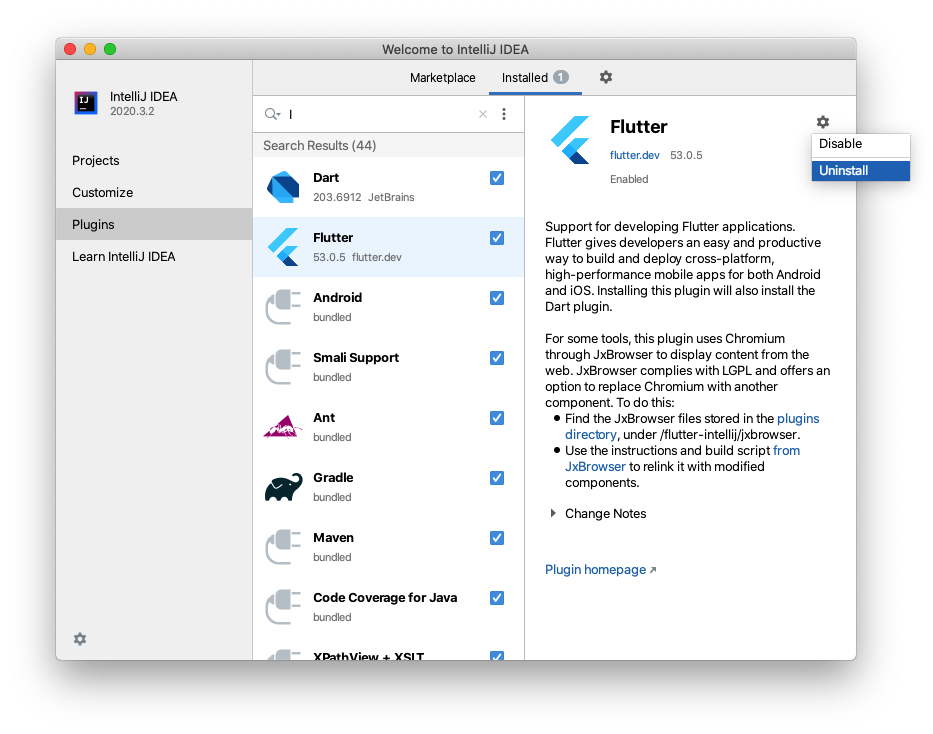 Welcome to IntelliJ IDEA
IJ
IntelliJ IDEA
2020.3.2
Projects
Customize
Plugins
Learn IntelliJ IDEA
Marketplace
Installed 1
l
Search Results (44)
Dart
203.6912 JetBrains
Flutter
53.0.5 flutter.dev
Android
bundled
Smali Support
bundled
Ant
bundled
Gradle
bundled
Maven
bundled
Code Coverage for Java
bundled
XPathView + XSLT
Flutter
flutter.dev 53.0.5
Enabled
Disable
Uninstall
Support for developing Flutter applications.
Flutter gives developers an easy and productive
way to build and deploy cross-platform,
high-performance mobile apps for both Android
and iOS. Installing this plugin will also install the
Dart plugin.
For some tools, this plugin uses Chromium
through JxBrowser to display content from the
web. JxBrowser complies with LGPL and offers an
option to replace Chromium with another
component. To do this:
• Find the JxBrowser files stored in the plugins
directory, under /flutter-intellij/jxbrowser.
• Use the instructions and build script from
JxBrowser to relink it with modified
components.
Change Notes
Plugin homepage ↗